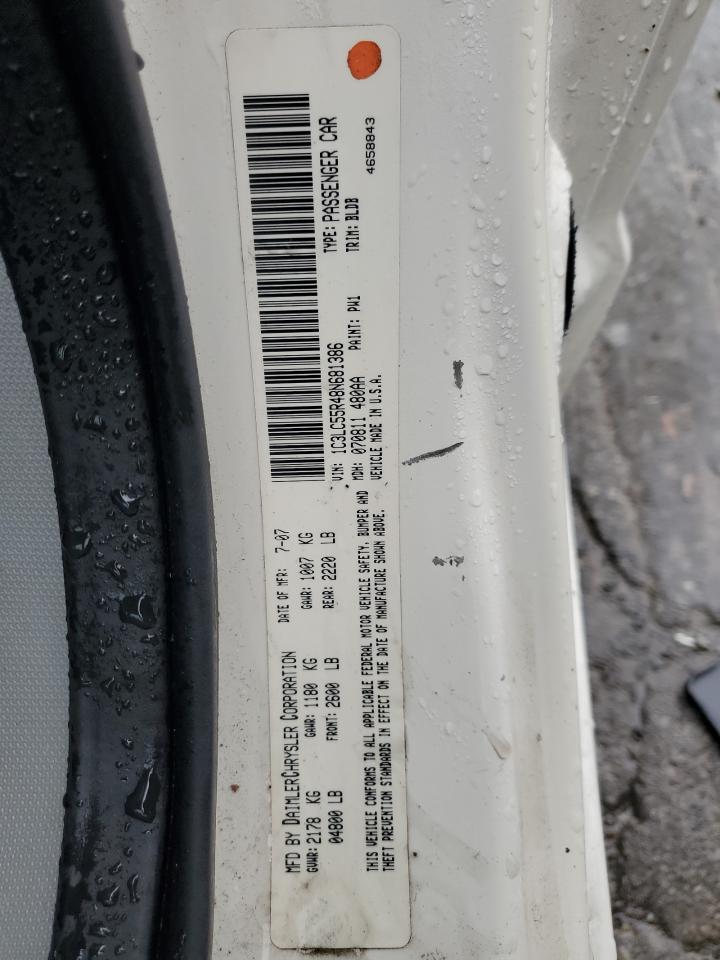 MFD BY DAIMLERCHRYSLER CORPORATION
DATE OF MFR: 7-07
GVWR: 2178 KG
GAWR: 1180 KG
GAWR: 1007 KG
04800 LB
FRONT: 2600 LB
REAR: 2220 LB
THIS VEHICLE CONFORMS TO ALL APPLICABLE FEDERAL MOTOR VEHICLE SAFETY, BUMPER AND
THEFT PREVENTION STANDARDS IN EFFECT ON THE DATE OF MANUFACTURE SHOWN ABOVE.
VIN: 1C3LC55R48N681386
TYPE: PASSENGER CAR
MDH: 070811 480AA
PAINT: PW1
TRIM: BLDB
VEHICLE MADE IN U.S.A.
4658843